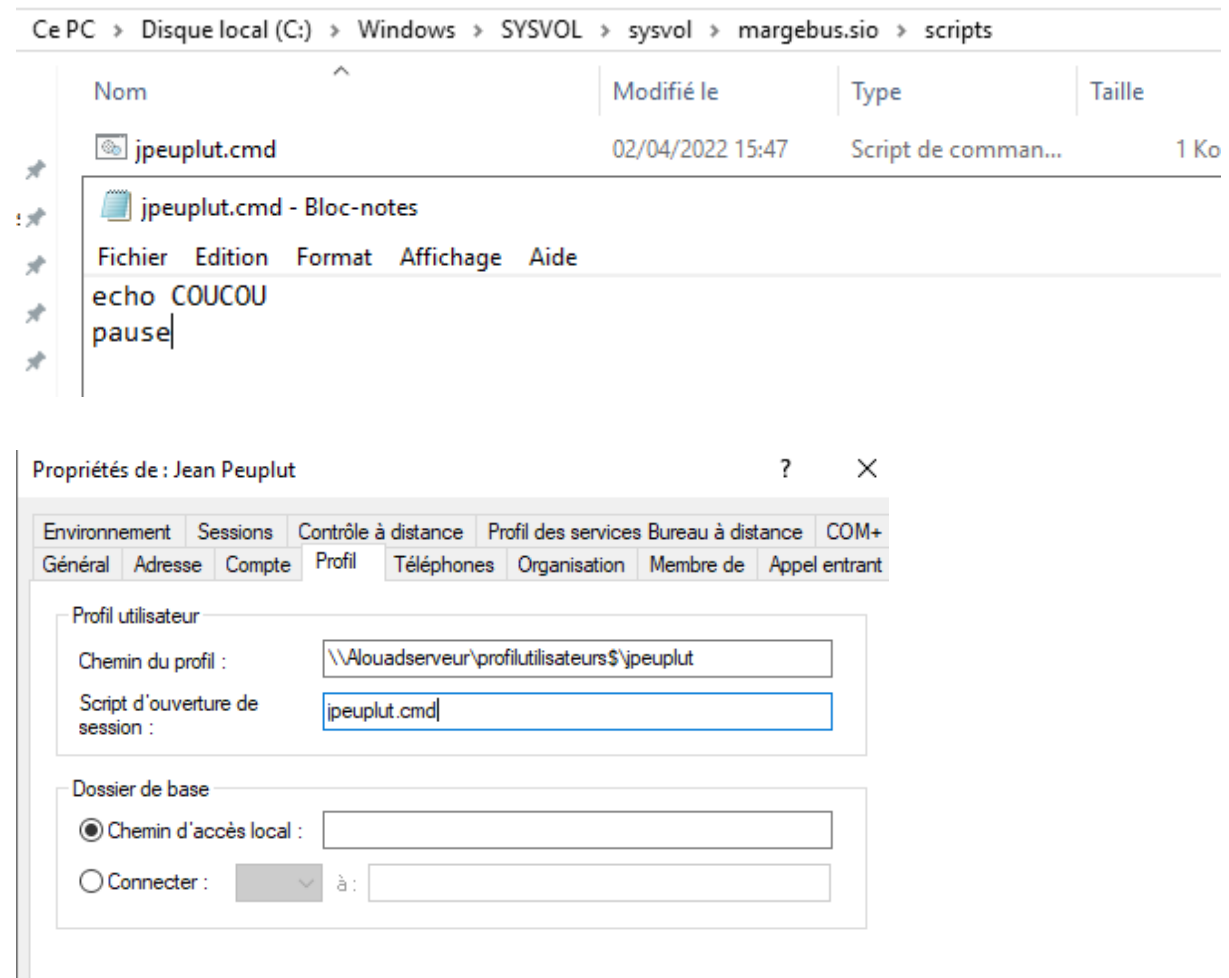 Ce PC > Disque local (C:) > Windows > SYSVOL > sysvol > margebus.sio > scripts
Nom Modifié le Type Taille
jpeuplut.cmd 02/04/2022 15:47 Script de comman... 1 Ko
jpeuplut.cmd - Bloc-notes
Fichier Edition Format Affichage Aide
echo COUCOU
pause
Propriétés de : Jean Peuplut ? ×
Environnement Sessions Contrôle à distance Profil des services Bureau à distance COM+
Général Adresse Compte Profil Téléphones Organisation Membre de Appel entrant
Profil utilisateur
Chemin du profil : \\Alouadserveur\profilutilisateurs$\jpeuplut
Script d'ouverture de
session : jpeuplut.cmd
Dossier de base
Chemin d'accès local :
Connecter : à :